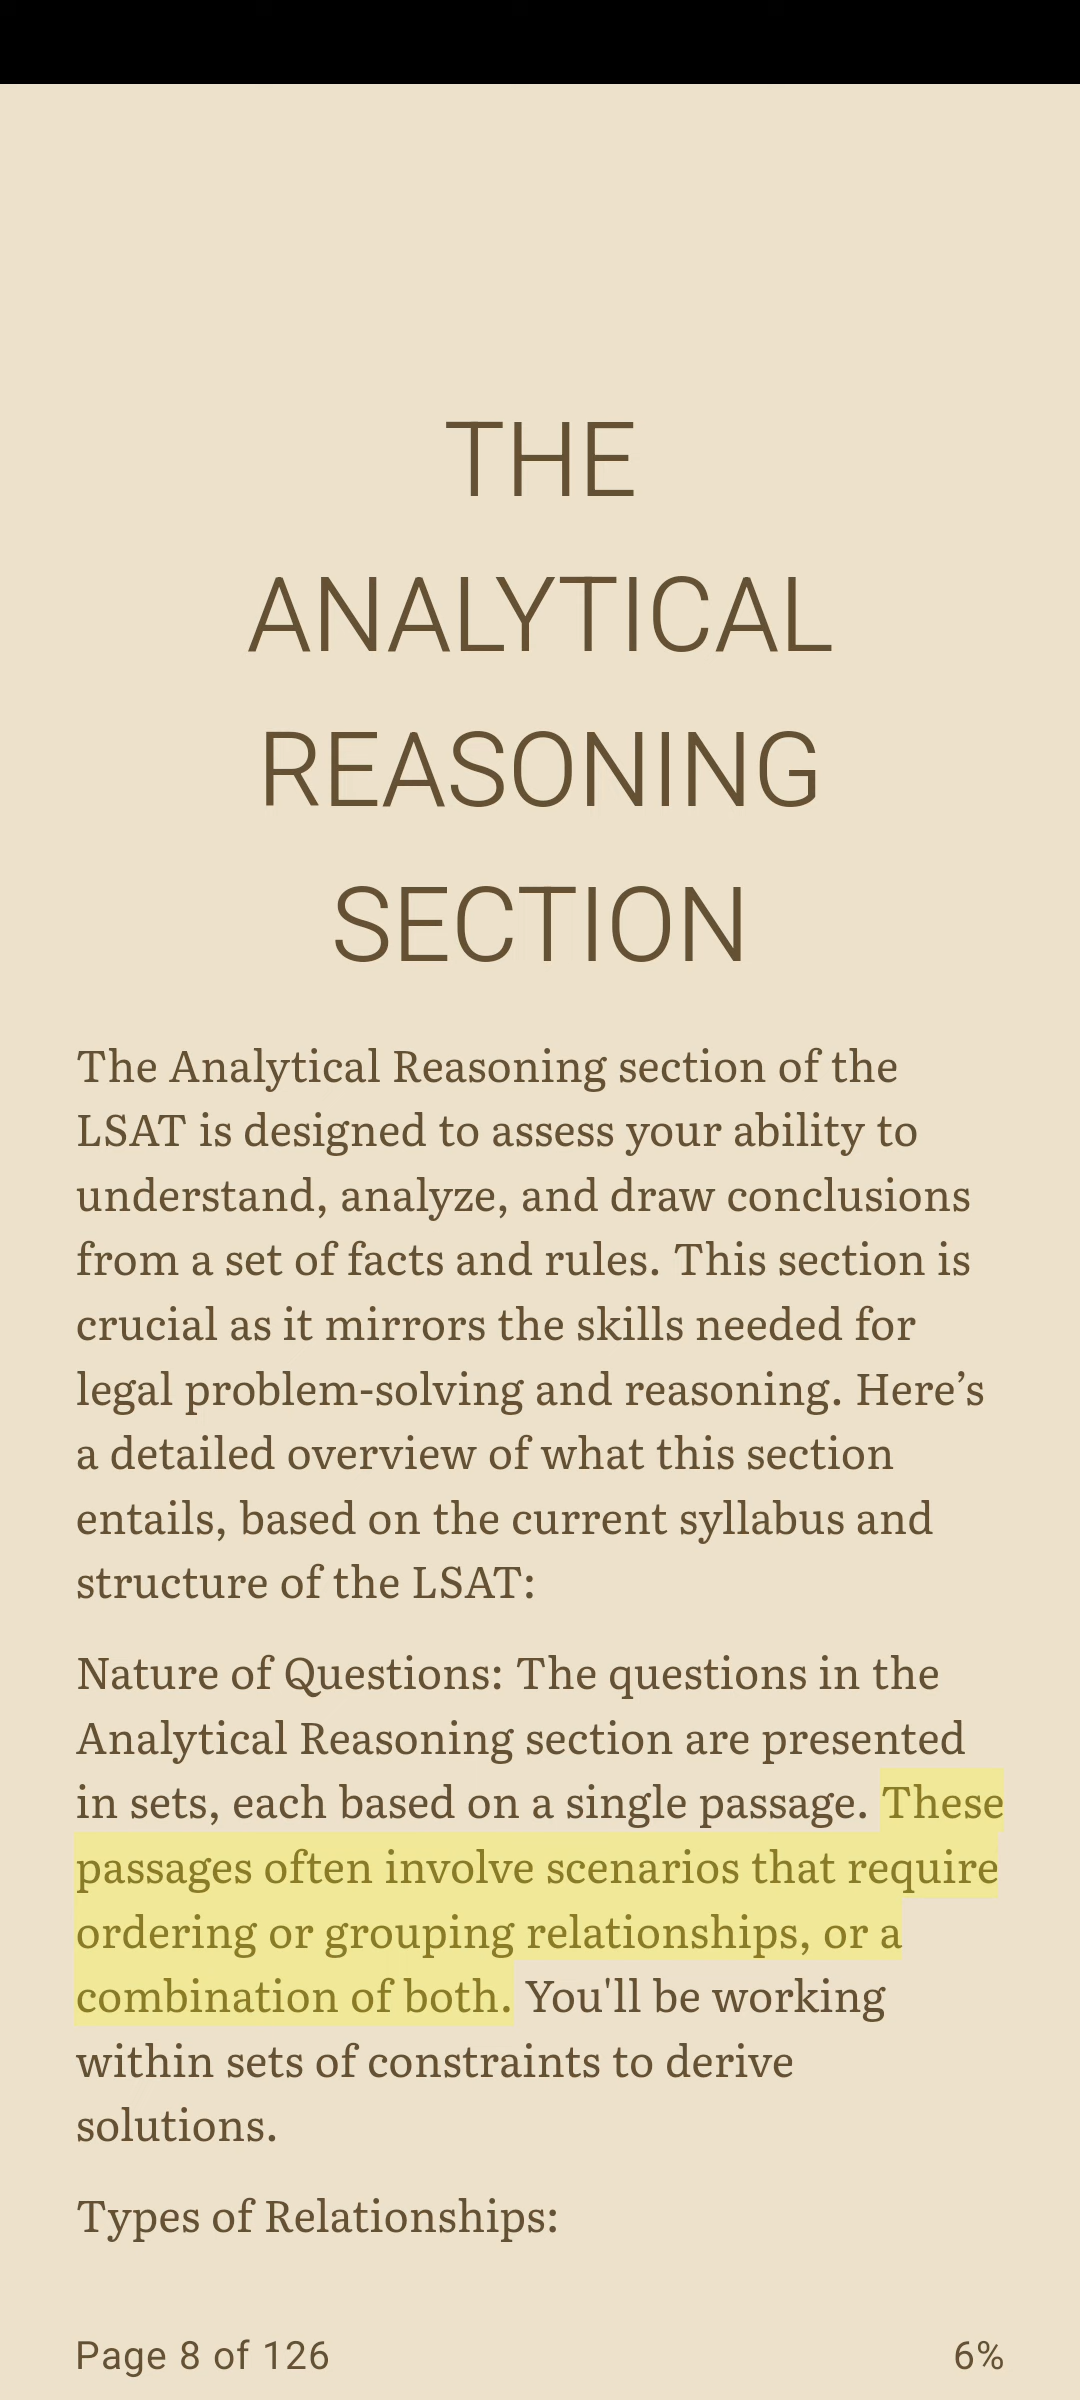 THE
ANALYTICAL
REASONING
SECTION
The Analytical Reasoning section of the
LSAT is designed to assess your ability to
understand, analyze, and draw conclusions
from a set of facts and rules. This section is
crucial as it mirrors the skills needed for
legal problem-solving and reasoning. Here’s
a detailed overview of what this section
entails, based on the current syllabus and
structure of the LSAT:
Nature of Questions: The questions in the
Analytical Reasoning section are presented
in sets, each based on a single passage. These
passages often involve scenarios that require
ordering or grouping relationships, or a
combination of both. You'll be working
within sets of constraints to derive
solutions.
Types of Relationships:
Page 8 of 126 6%